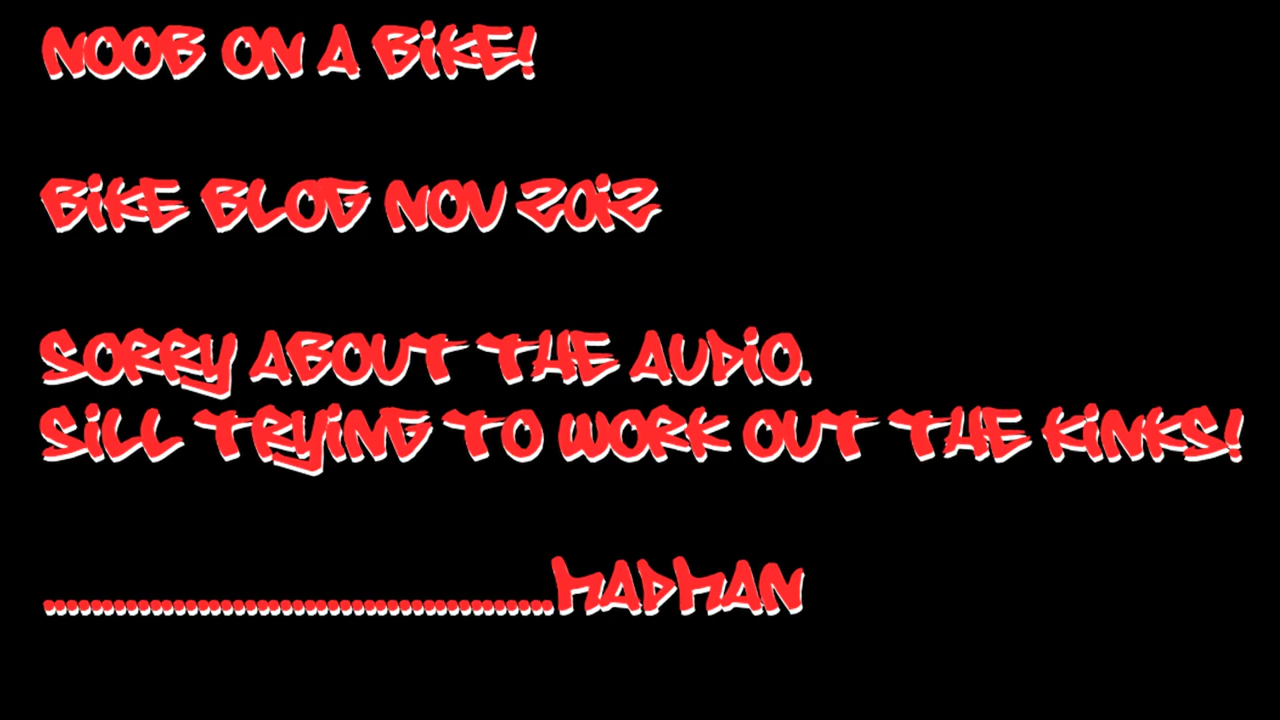 NOOB ON A BiKE!
BiKE BLOG NOV 2012
SORRY ABOUT THE AUDiO.
SiLL TRYiNG TO WORK OUT THE KiNKS!
...........................................MADMAN